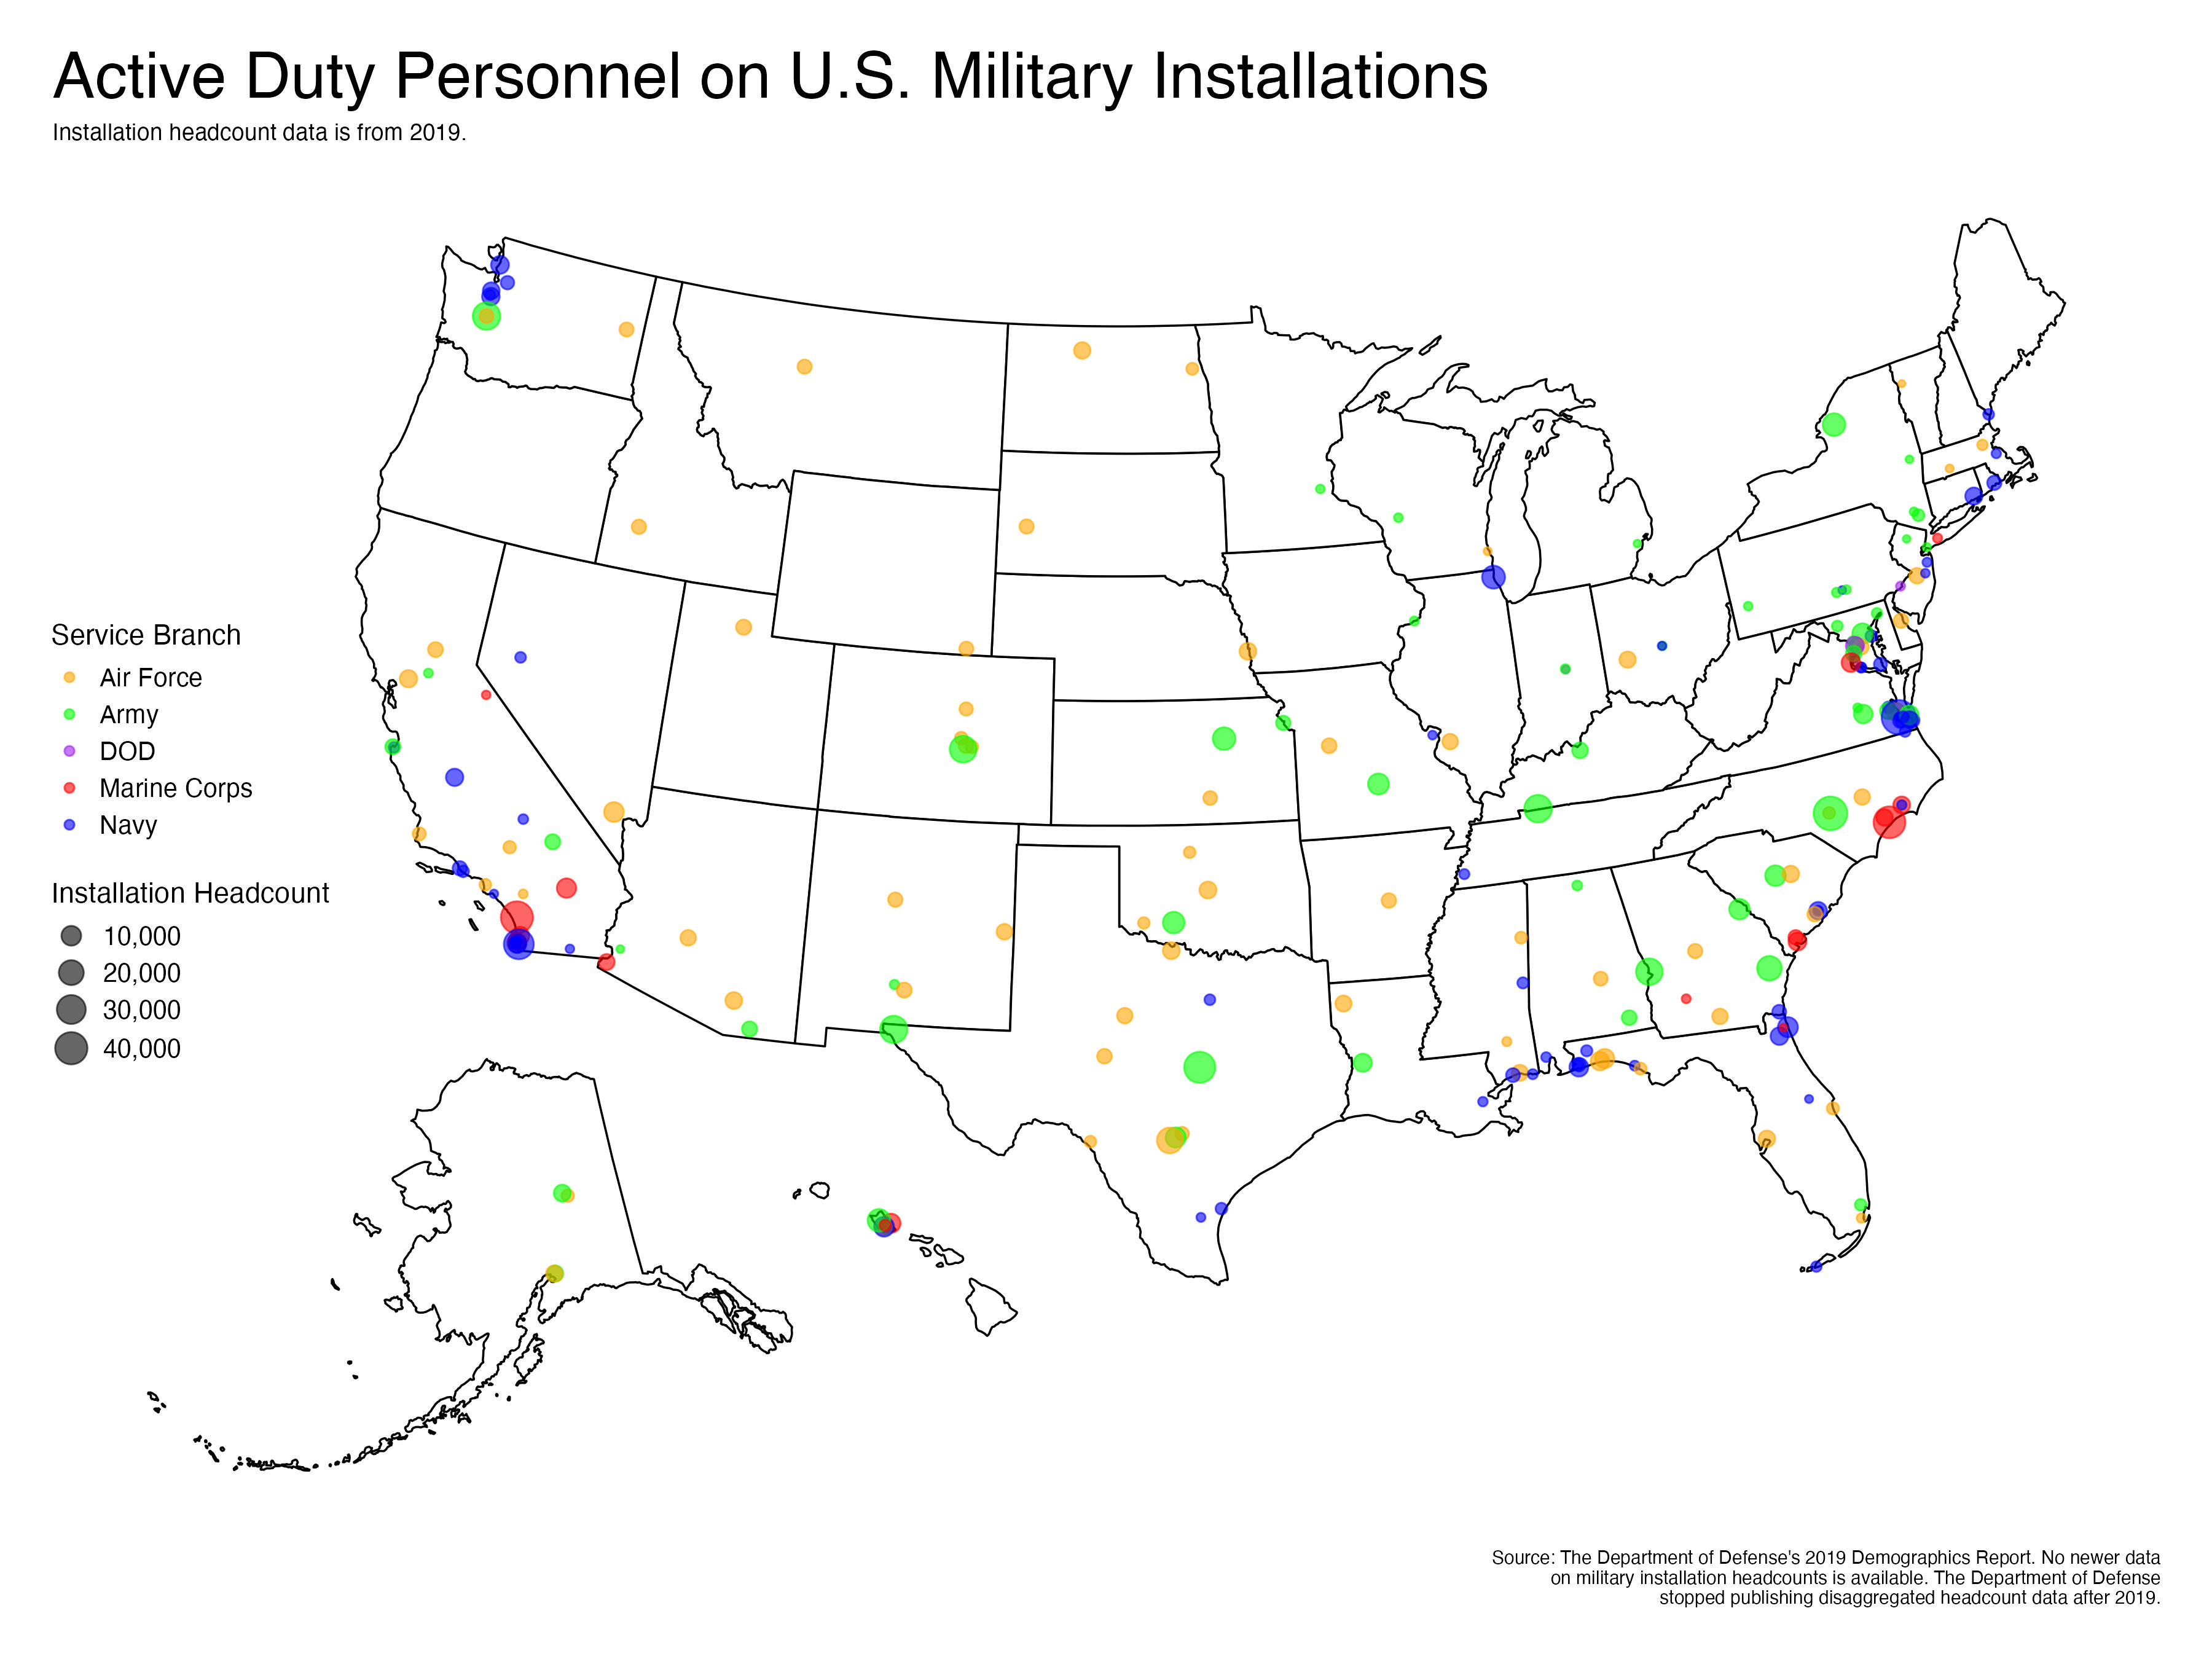 Active Duty Personnel on U.S. Military Installations
Installation headcount data is from 2019.
Service Branch
Air Force
Army
DOD
Marine Corps
Navy
Installation Headcount
10,000
20,000
30,000
40,000
Source: The Department of Defense's 2019 Demographics Report. No newer data
on military installation headcounts is available. The Department of Defense
stopped publishing disaggregated headcount data after 2019.